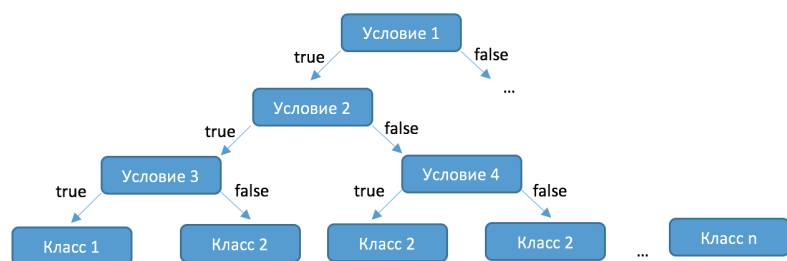 Условие 1
true
false
...
Условие 2
true
false
Условие 3
Условие 4
true
false
true
false
Класс 1
Класс 2
Класс 2
Класс 2
...
Класс n